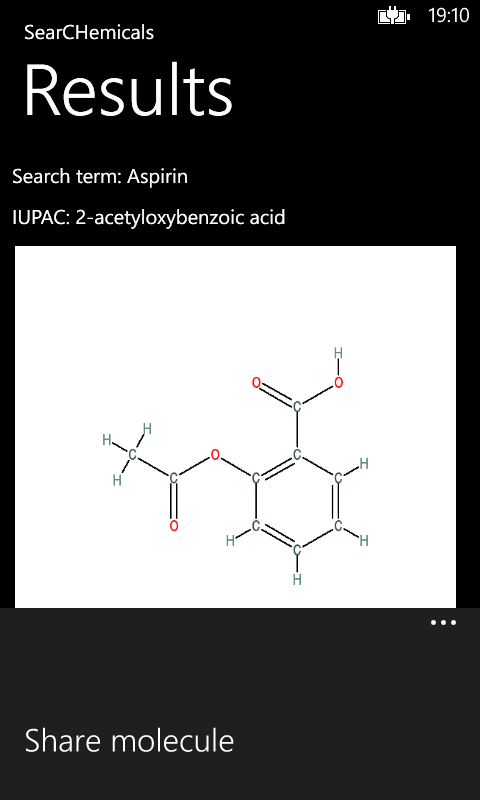 19:10
SearCHemicals
Results
Search term: Aspirin
IUPAC: 2-acetyloxybenzoic acid
H
O O
C
H
H C O C C H
H C C
O H C C H
C
H
Share molecule